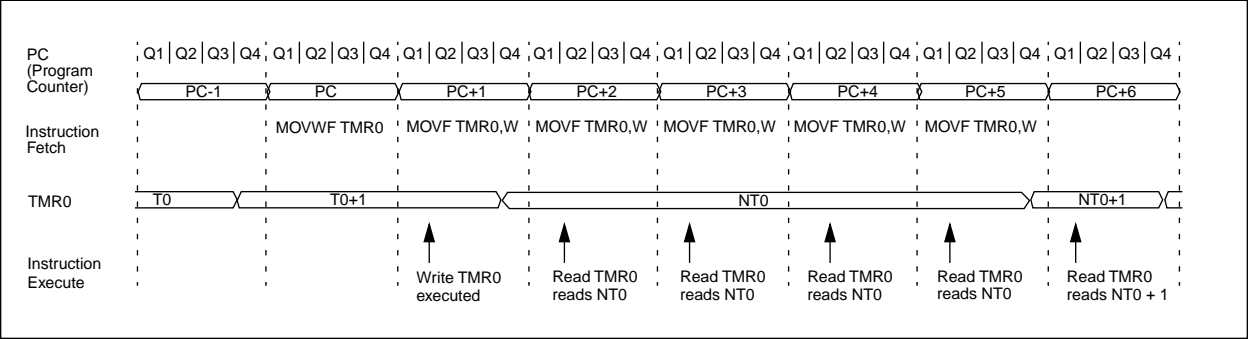 PC
(Program
Counter)
Q1 Q2 Q3 Q4 Q1 Q2 Q3 Q4 Q1 Q2 Q3 Q4 Q1 Q2 Q3 Q4 Q1 Q2 Q3 Q4 Q1 Q2 Q3 Q4 Q1 Q2 Q3 Q4 Q1 Q2 Q3 Q4
PC-1 PC PC+1 PC+2 PC+3 PC+4 PC+5 PC+6
Instruction
Fetch
MOVWF TMR0 MOVF TMR0,W MOVF TMR0,W MOVF TMR0,W MOVF TMR0,W MOVF TMR0,W
TMR0
T0 T0+1 NT0 NT0+1
Instruction
Execute
Write TMR0
executed
Read TMR0
reads NT0
Read TMR0
reads NT0
Read TMR0
reads NT0
Read TMR0
reads NT0
Read TMR0
reads NT0 + 1